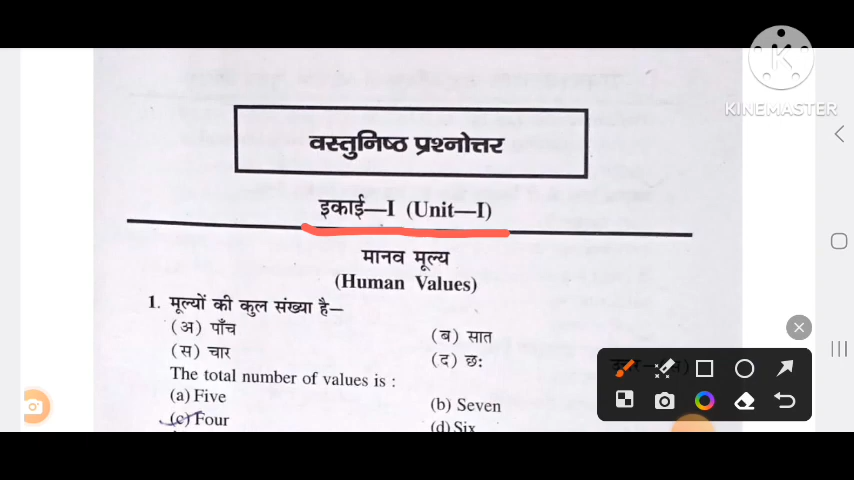 KINEMASTER
वस्तुनिष्ठ प्रश्नोत्तर
इकाई—I (Unit—I)
मानव मूल्य
(Human Values)
1. मूल्यों की कुल संख्या है—
(अ) पाँच
(ब) सात
(स) चार
(द) छः
The total number of values is :
(a) Five
(b) Seven
(c) Four
(d) Six